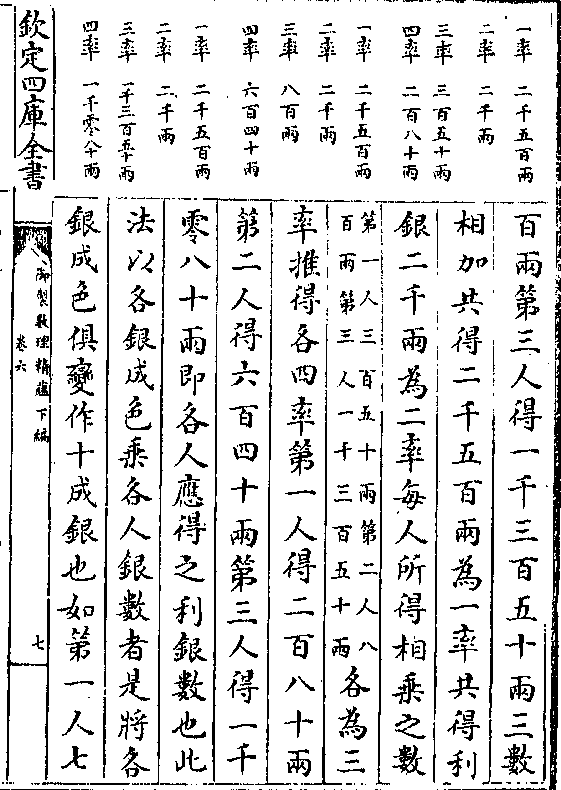 一率 二千五百兩
二率 二千兩
三率 三百五十兩
四率 二百八十兩
一率 二千五百兩
二率 二千兩
三率 八百兩
四率 六百四十兩
一率 二千五百兩
二率 二千兩
三率 一千三百五十兩
四率 一千零八十兩
百兩第三人得一千三百五十兩三數
相加共得二千五百兩為一率共得利
銀二千兩為二率每人所得相乗之數
第一人三百五十兩第二人八
百兩第三人一千三百五十兩
各為三
率推得各四率第一人得二百八十兩
第二人得六百四十兩第三人得一千
零八十兩即各人應得之利銀數也此
法以各銀成色乗各人銀數者是將各
銀成色俱變作十成銀也如第一人七
欽定四庫全書
御製數理精蘊下編
卷六
七